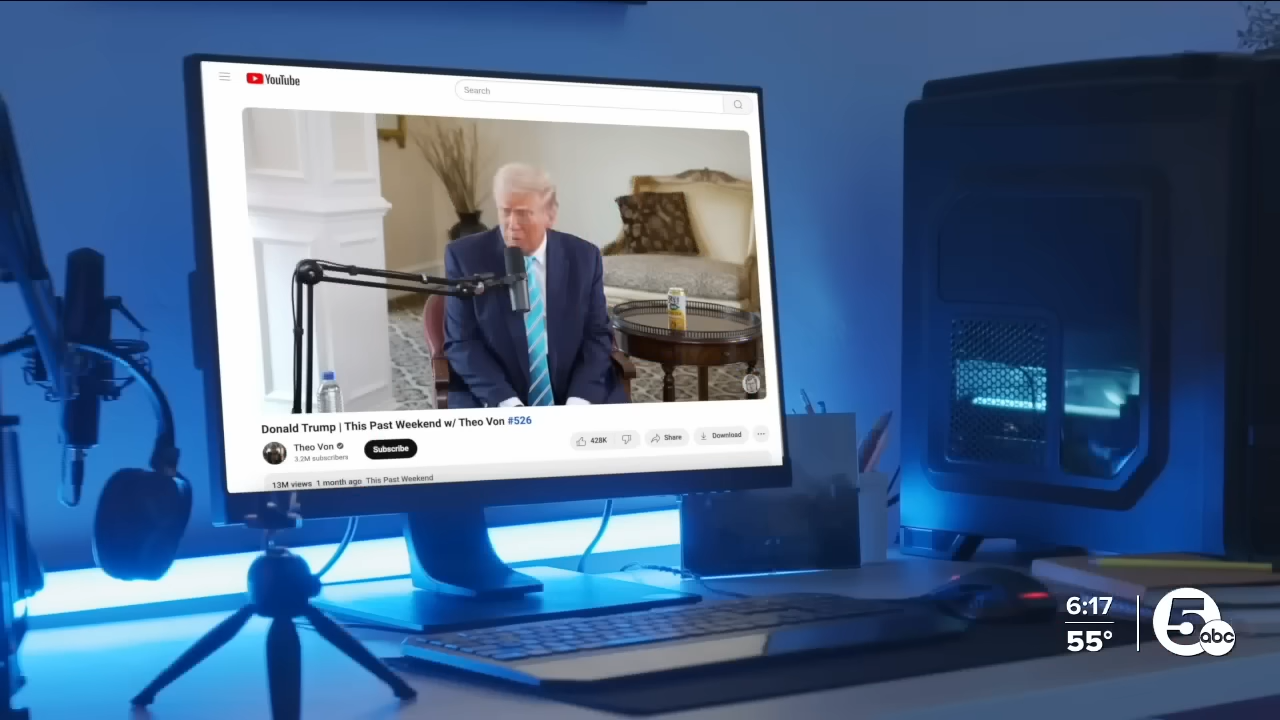 YouTube
Search
Donald Trump | This Past Weekend w/ Theo Von #526
Theo Von
3.2M subscribers
Subscribe
428K
Share
Download
13M views 1 month ago This Past Weekend
6:17
55°
5
abc